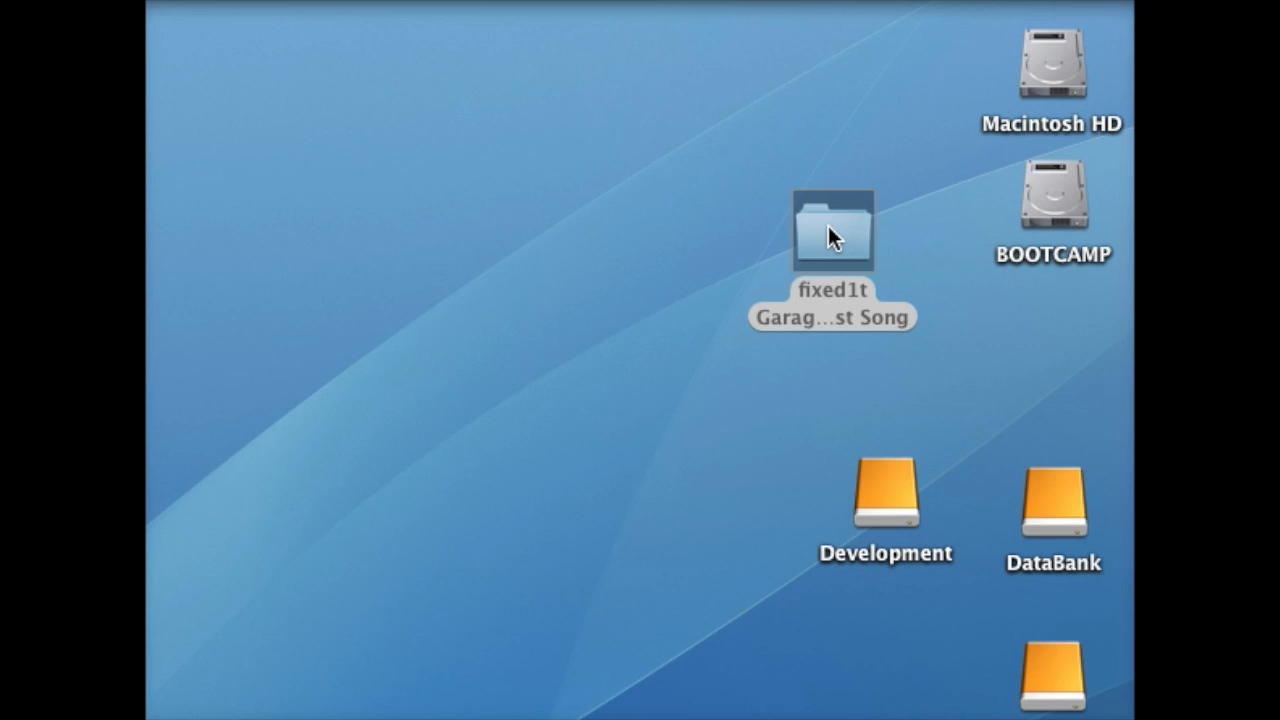 Macintosh HD
BOOTCAMP
fixed1t
Garag...st Song
Development
DataBank